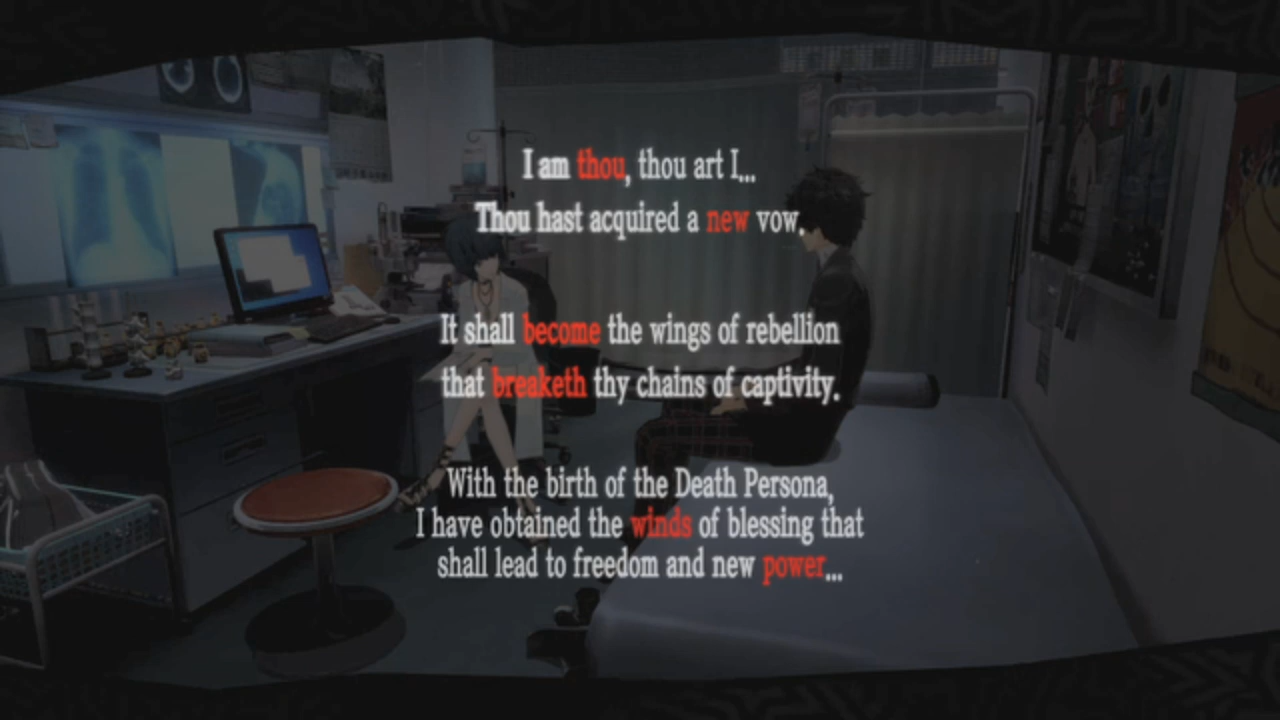 I am thou, thou art I...
Thou hast acquired a new vow.
It shall become the wings of rebellion
that breaketh thy chains of captivity.
With the birth of the Death Persona,
I have obtained the winds of blessing that
shall lead to freedom and new power...